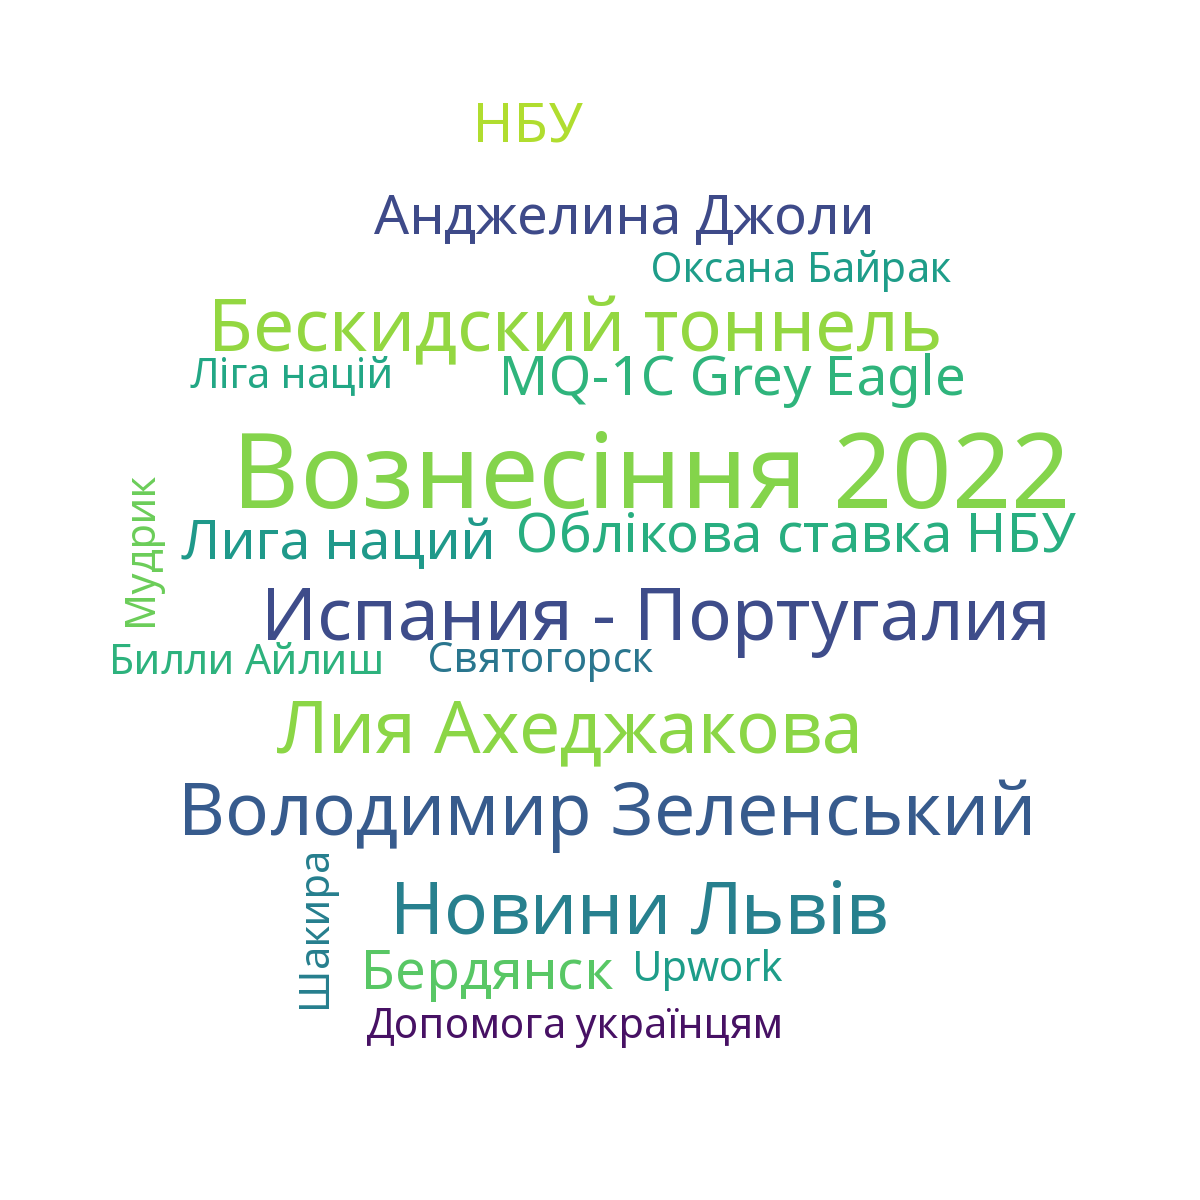 НБУ
Анджелина Джоли
Оксана Байрак
Бескидский тоннель
Ліга націй
MQ-1C Grey Eagle
Вознесіння 2022
Мудрик
Лига наций
Облікова ставка НБУ
Испания - Португалия
Билли Айлиш
Святогорск
Лия Ахеджакова
Володимир Зеленський
Шакира
Новини Львів
Бердянск
Upwork
Допомога українцям